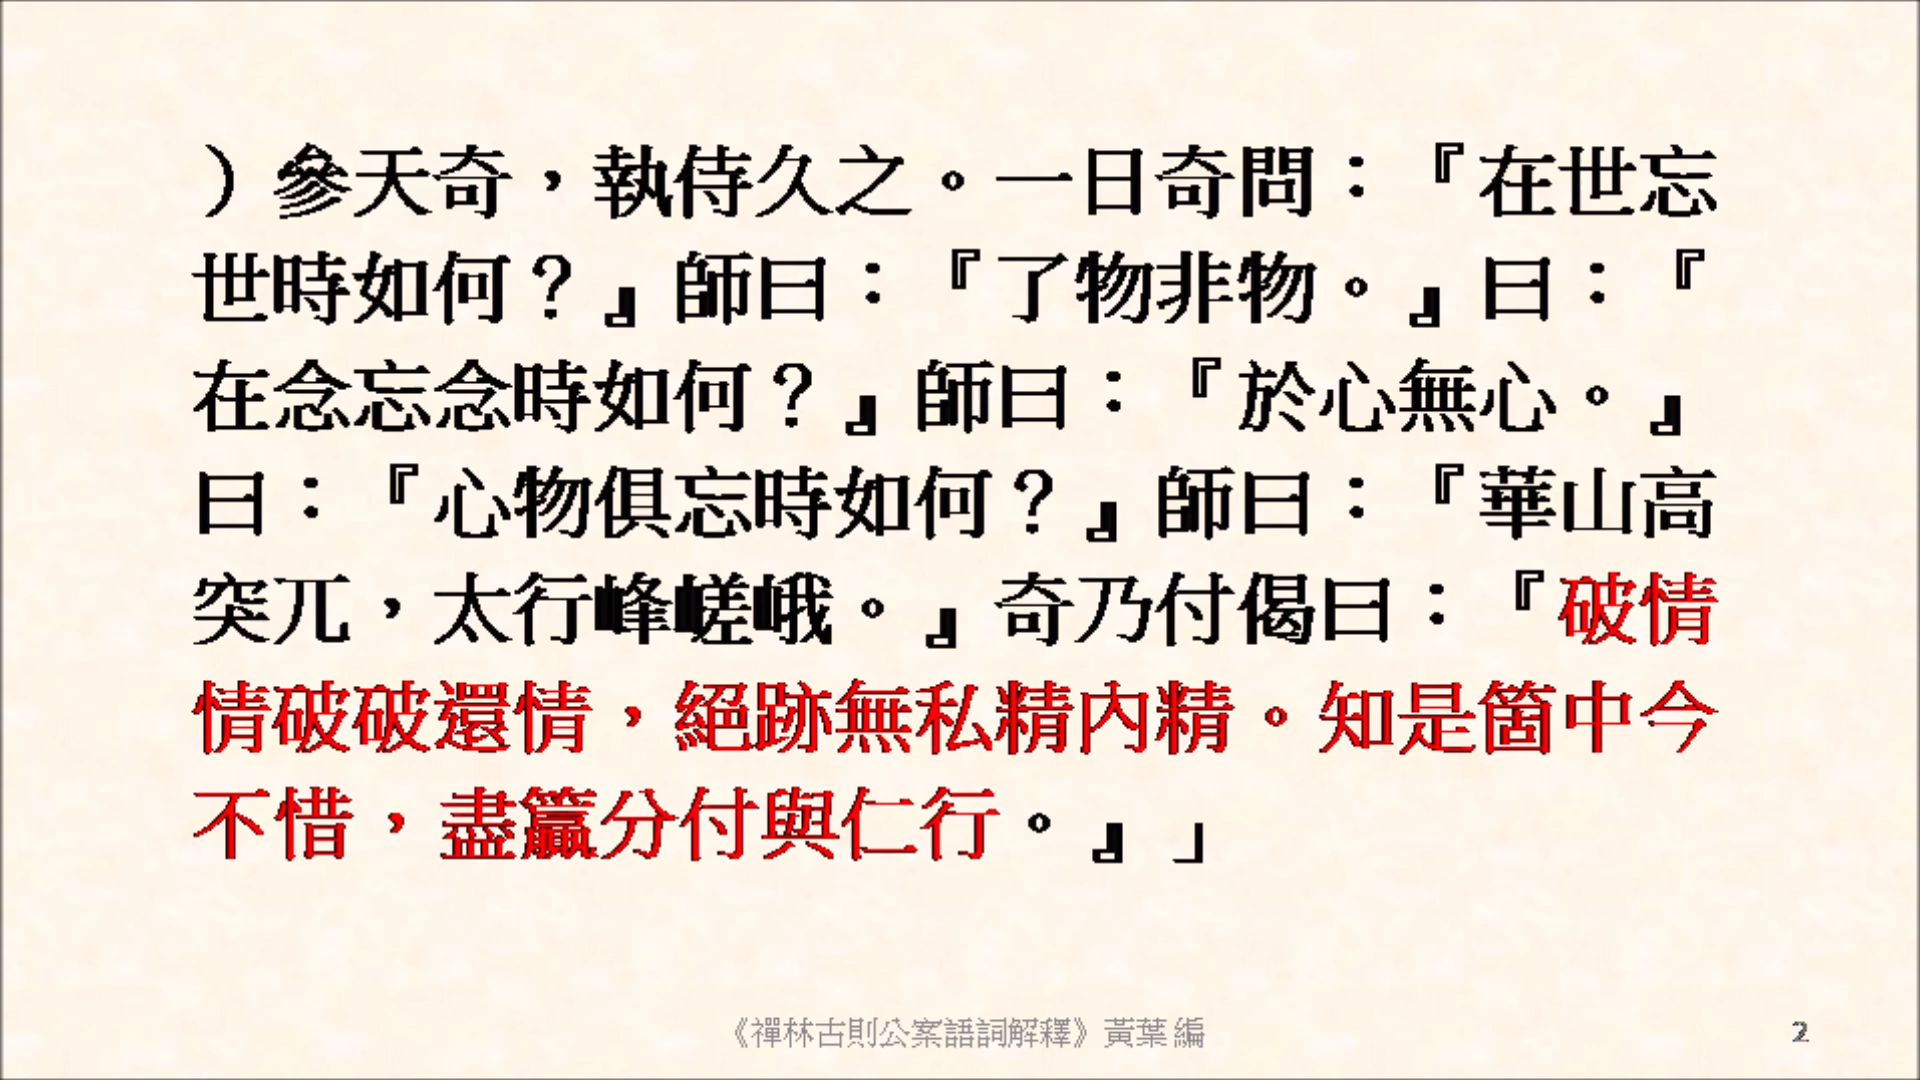 ）參天奇，執侍久之。一日奇問：『在世忘
世時如何？』師曰：『了物非物。』曰：『
在念忘念時如何？』師曰：『於心無心。』
曰：『心物俱忘時如何？』師曰：『華山高
突兀，太行峰嵯峨。』奇乃付偈曰：『破情
情破破還情，絕跡無私精內精。知是箇中今
不惜，盡籯分付與仁行。』」
《禪林古則公案語詞解釋》黃葉 編
2